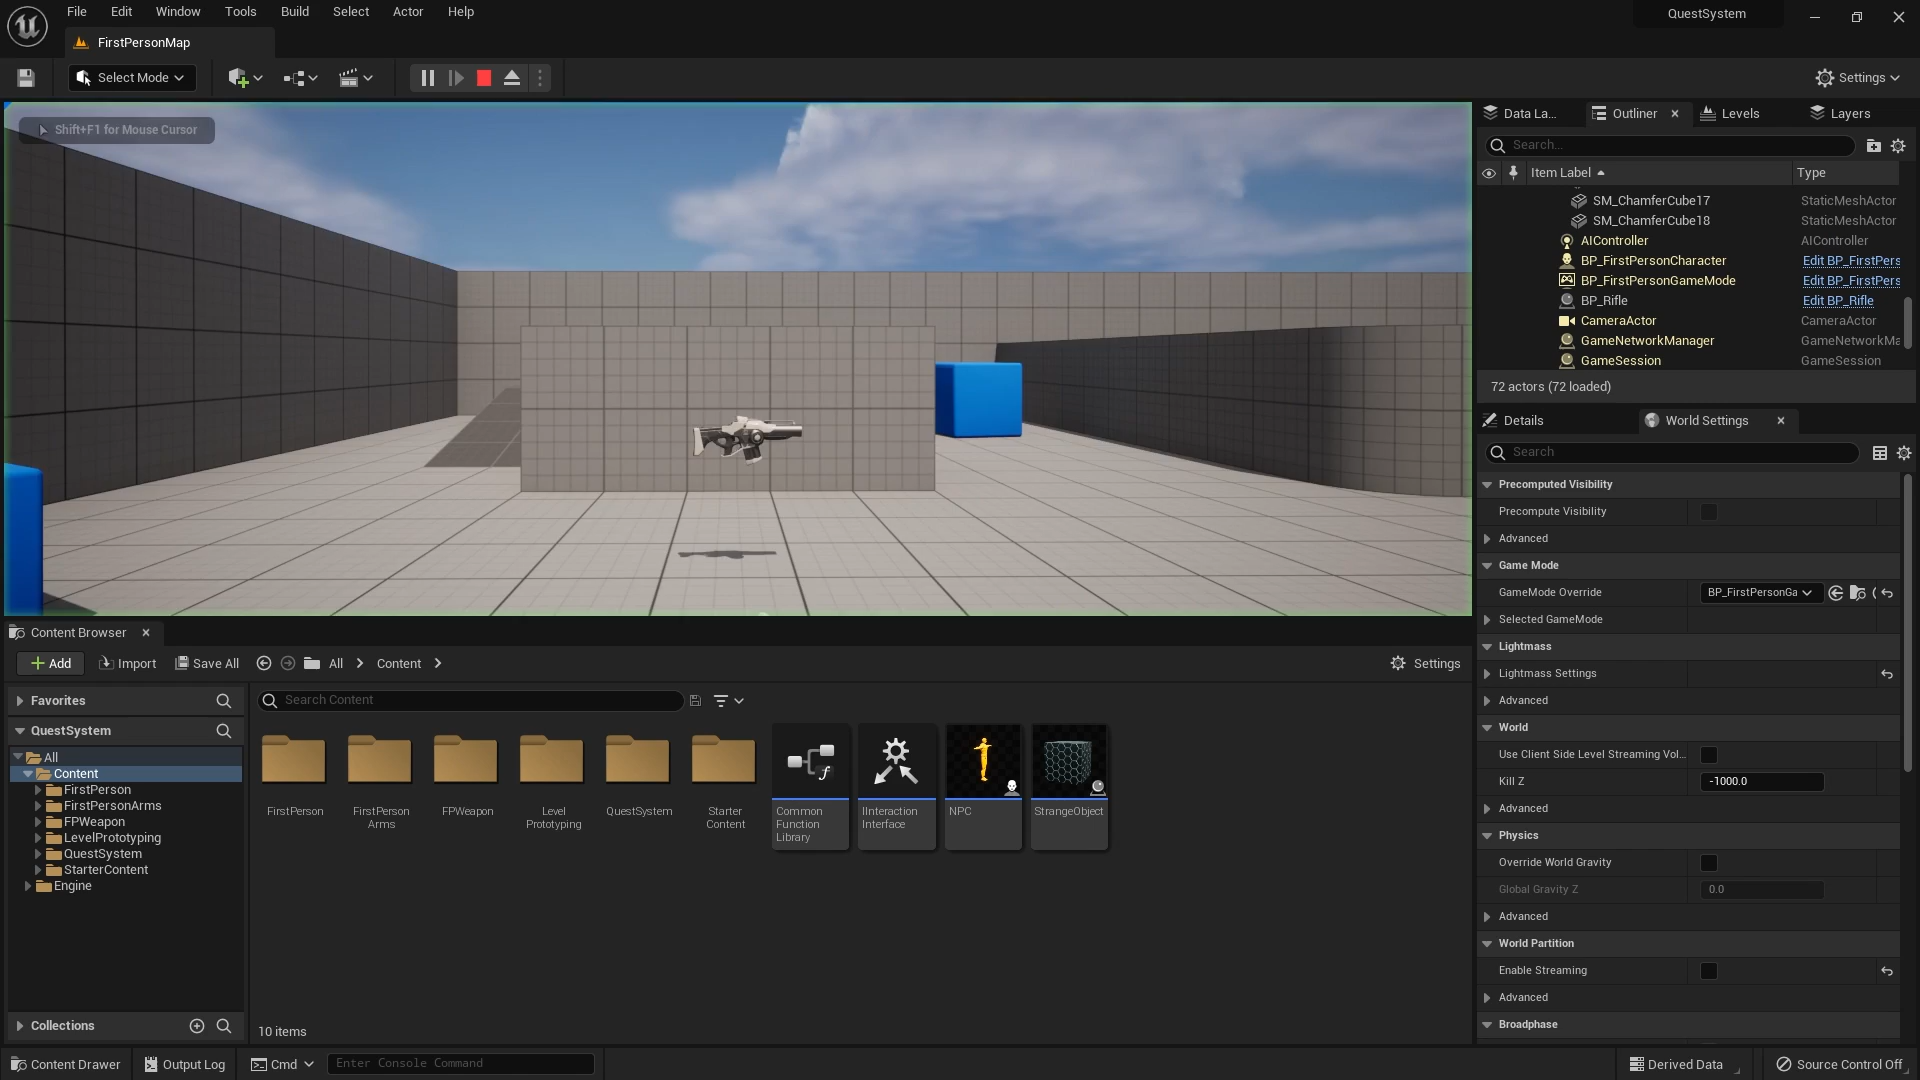 File Edit Window Tools Build Select Actor Help
QuestSystem
FirstPersonMap
Select Mode
Settings
Shift+F1 for Mouse Cursor
Data La... Outliner Levels Layers
Search...
Item Label Type
SM_ChamferCube17 StaticMeshActor
SM_ChamferCube18 StaticMeshActor
AIController AIController
BP_FirstPersonCharacter Edit BP_FirstPers
BP_FirstPersonGameMode Edit BP_FirstPers
BP_Rifle Edit BP_Rifle
CameraActor CameraActor
GameNetworkManager GameNetworkMa
GameSession GameSession
72 actors (72 loaded)
Details World Settings
Search
Precomputed Visibility
Precompute Visibility
Advanced
Game Mode
GameMode Override BP_FirstPersonGa
Selected GameMode
Lightmass
Lightmass Settings
Advanced
World
Use Client Side Level Streaming Vol...
Kill Z -1000.0
Advanced
Physics
Override World Gravity
Global Gravity Z 0.0
Advanced
World Partition
Enable Streaming
Advanced
Broadphase
Content Browser
Add Import Save All All Content Settings
Favorites
QuestSystem
All
Content
FirstPerson
FirstPersonArms
FPWeapon
LevelPrototyping
QuestSystem
StarterContent
Engine
Collections
Search Content
FirstPerson
FirstPerson
Arms
FPWeapon
Level
Prototyping
QuestSystem
Starter
Content
Common
Function
Library
IInteraction
Interface
NPC
StrangeObject
10 items
Content Drawer Output Log Cmd Enter Console Command Derived Data Source Control Off